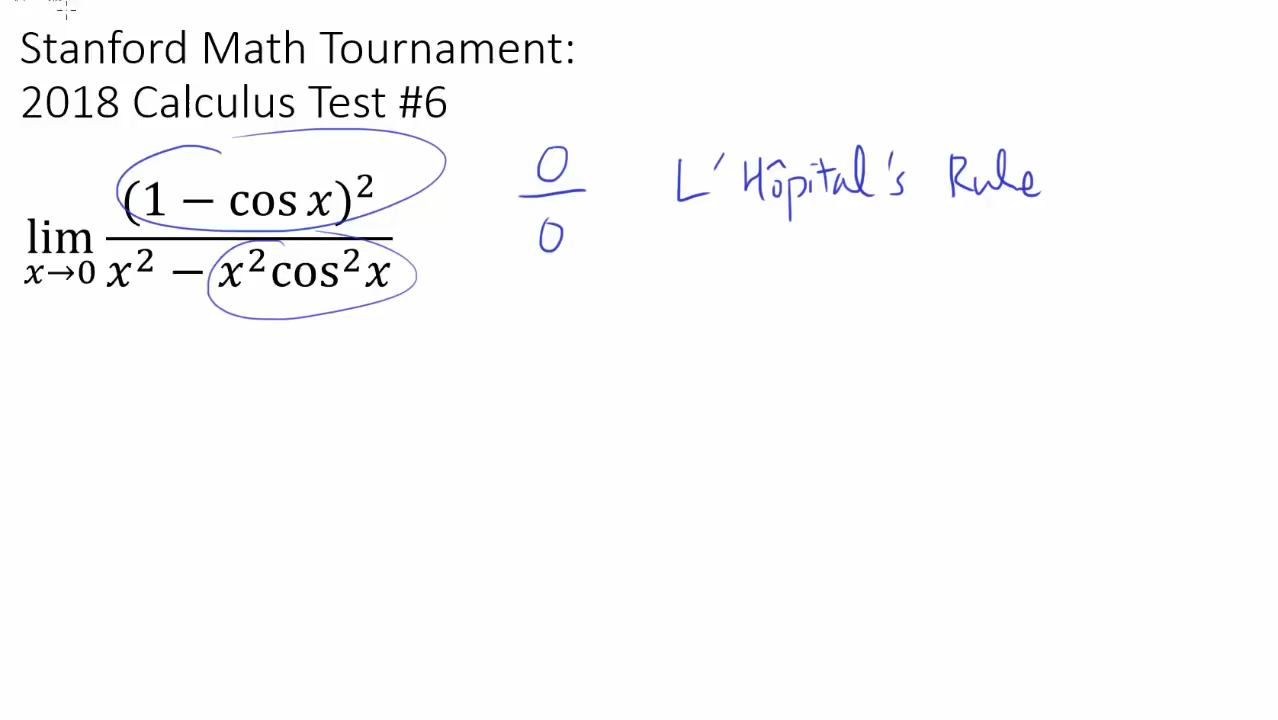 Stanford Math Tournament:
2018 Calculus Test #6
lim x→0 (1 − cos x)² / (x² − x²cos²x)
0/0
L'Hôpital's Rule